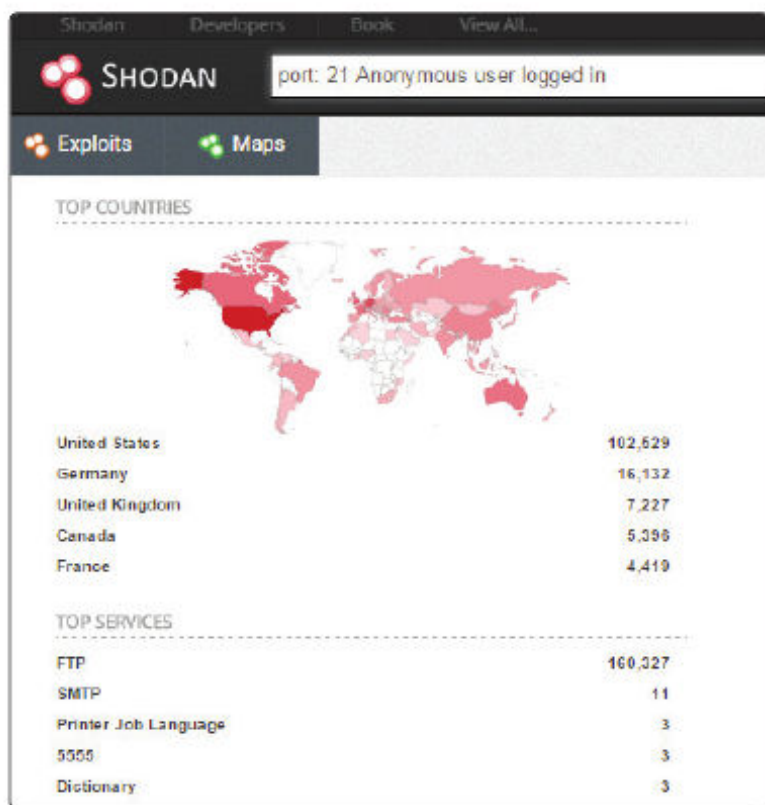 Shodan Developers Book View All...
SHODAN port: 21 Anonymous user logged in
Exploits Maps
TOP COUNTRIES
United States 102,529
Germany 16,132
United Kingdom 7,227
Canada 5,396
France 4,419
TOP SERVICES
FTP 160,327
SMTP 11
Printer Job Language 3
5555 3
Dictionary 3